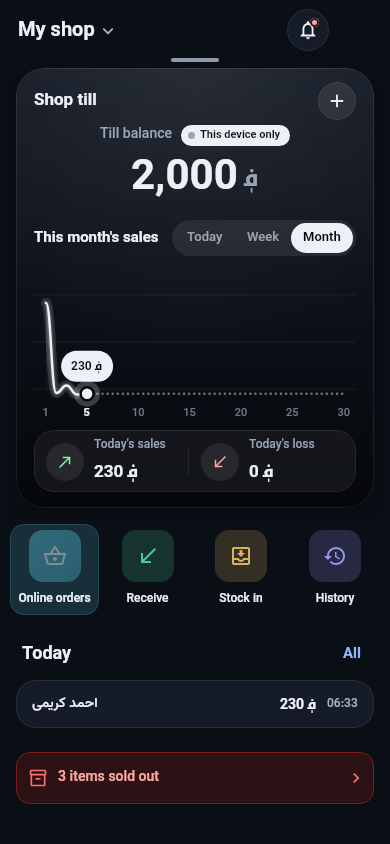 My shop
Shop till
Till balance
This device only
2,000 ؋
This month's sales
Today Week Month
230 ؋
1 5 10 15 20 25 30
Today's sales
230 ؋
Today's loss
0 ؋
Online orders
Receive
Stock in
History
Today
All
احمد کریمی
230 ؋ 06:33
3 items sold out